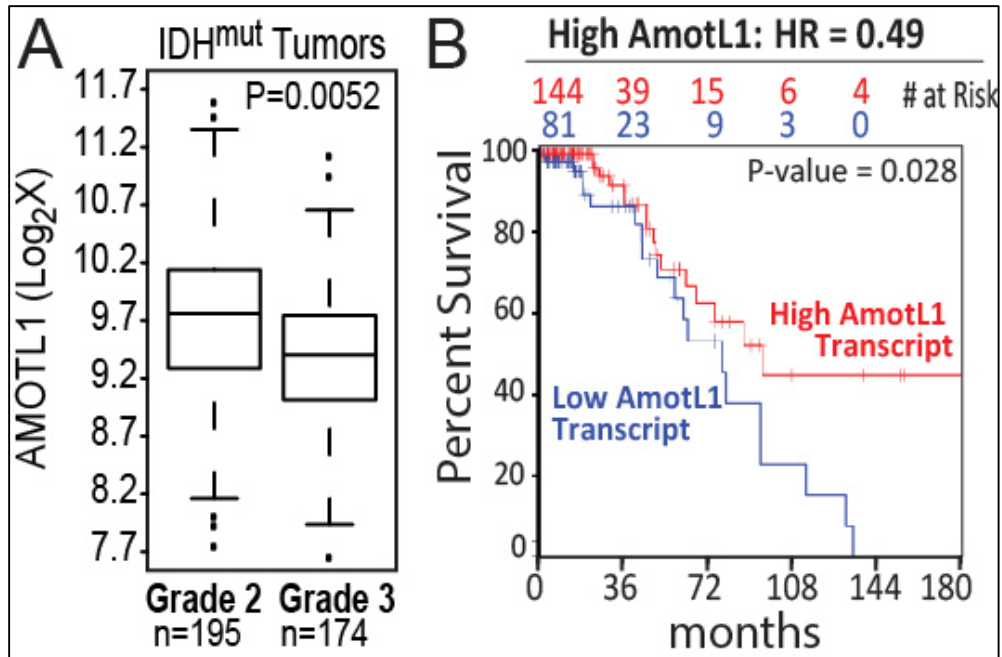 A
IDHmut Tumors
P=0.0052
AMOTL1 (Log2X)
11.7
11.2
10.7
10.2
9.7
9.2
8.7
8.2
7.7
Grade 2 Grade 3
n=195 n=174
B
High AmotL1: HR = 0.49
144 39 15 6 4 # at Risk
81 23 9 3 0
P-value = 0.028
Percent Survival
100
80
60
40
20
0
High AmotL1
Transcript
Low AmotL1
Transcript
0 36 72 108 144 180
months